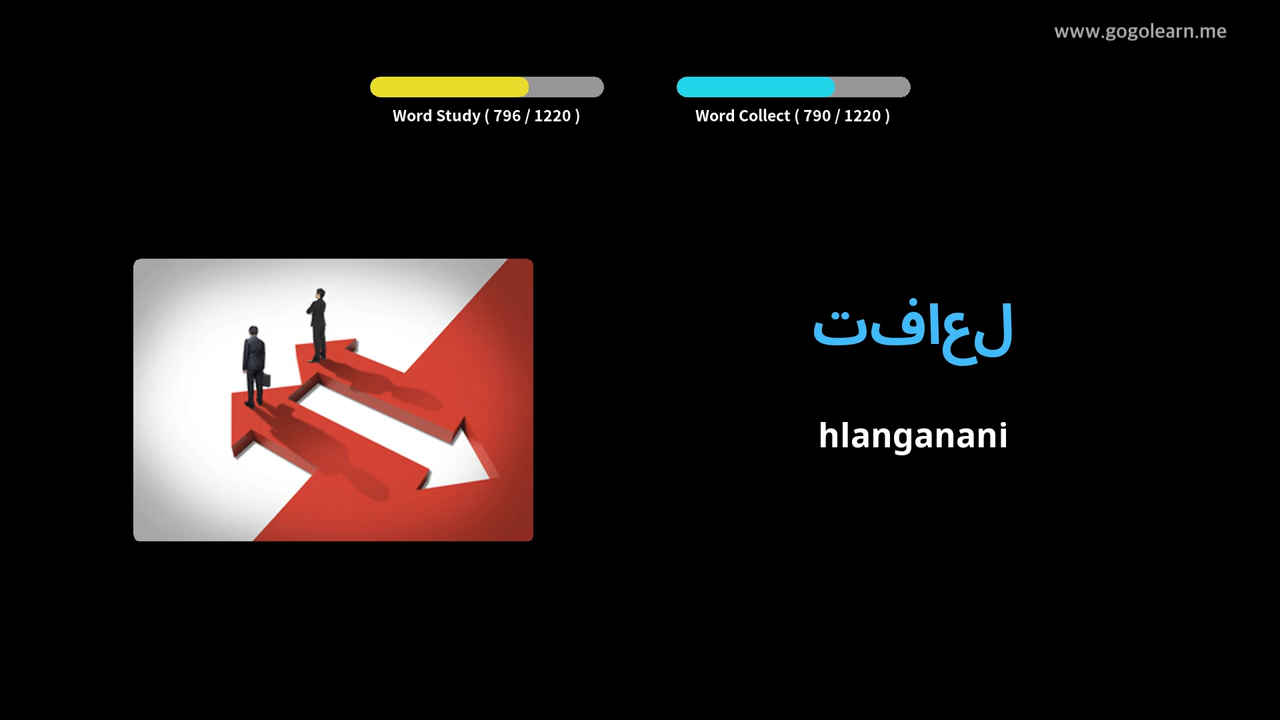 www.gogolearn.me
Word Study ( 796 / 1220 )
Word Collect ( 790 / 1220 )
تفاعل
hlanganani